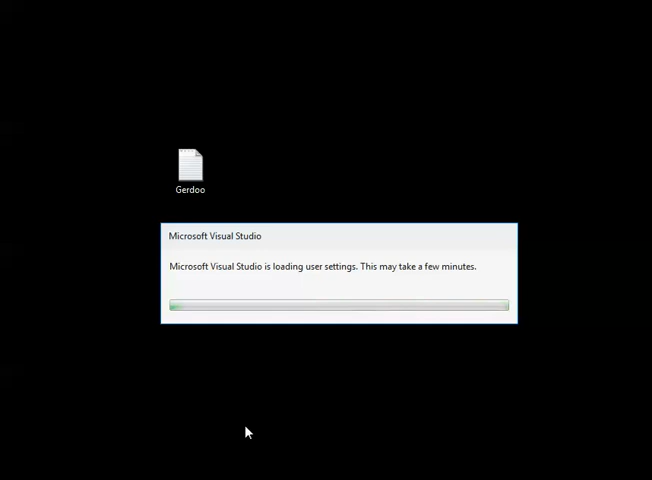 Gerdoo
Microsoft Visual Studio
Microsoft Visual Studio is loading user settings. This may take a few minutes.